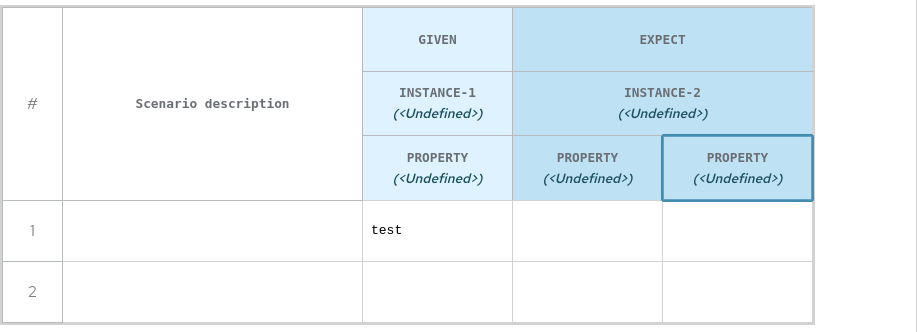 #
Scenario description
GIVEN
EXPECT
INSTANCE-1
(<Undefined>)
INSTANCE-2
(<Undefined>)
PROPERTY
(<Undefined>)
PROPERTY
(<Undefined>)
PROPERTY
(<Undefined>)
1
test
2